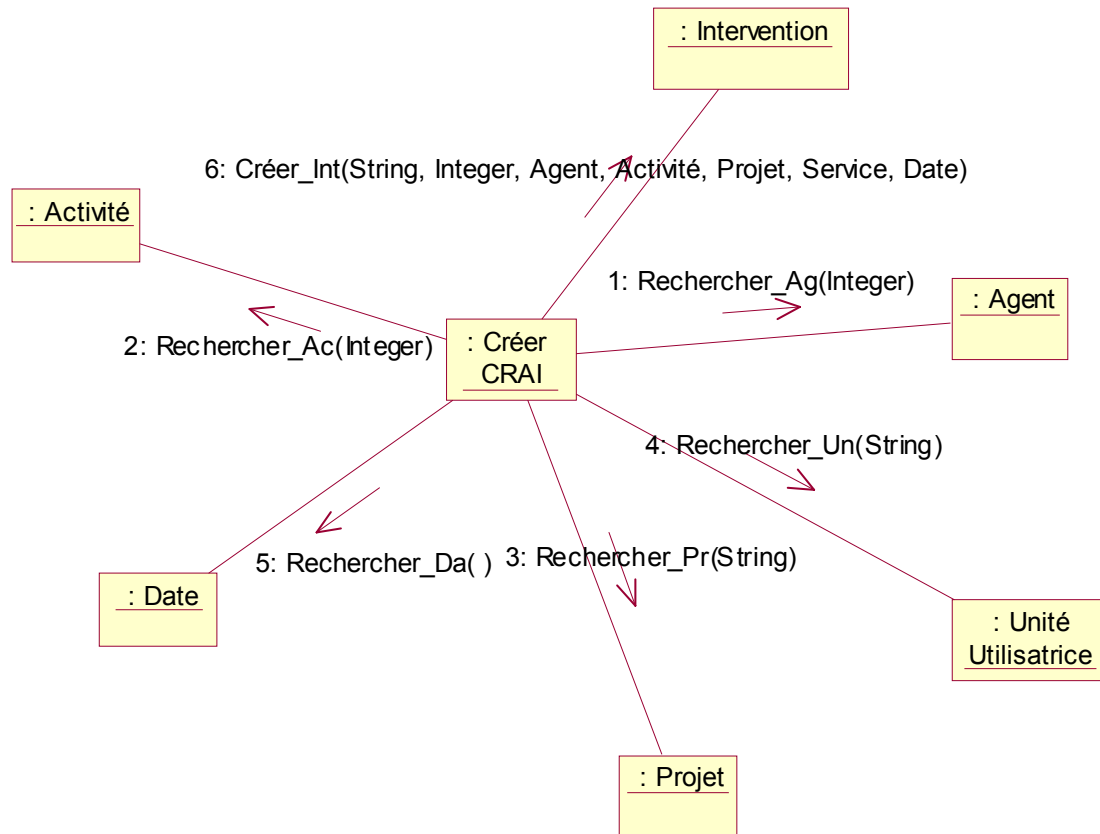 : Intervention
6: Créer_Int(String, Integer, Agent, Activité, Projet, Service, Date)
: Activité
1: Rechercher_Ag(Integer)
: Agent
2: Rechercher_Ac(Integer)
: Créer
CRAI
4: Rechercher_Un(String)
5: Rechercher_Da( )
3: Rechercher_Pr(String)
: Date
: Unité
Utilisatrice
: Projet